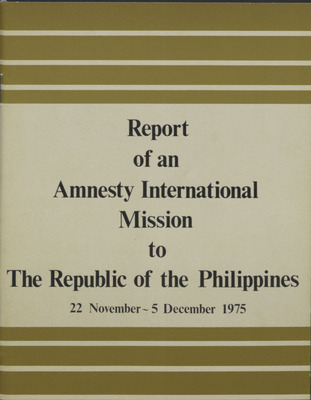 Report
of an
Amnesty International
Mission
to
The Republic of the Philippines
22 November ~ 5 December 1975